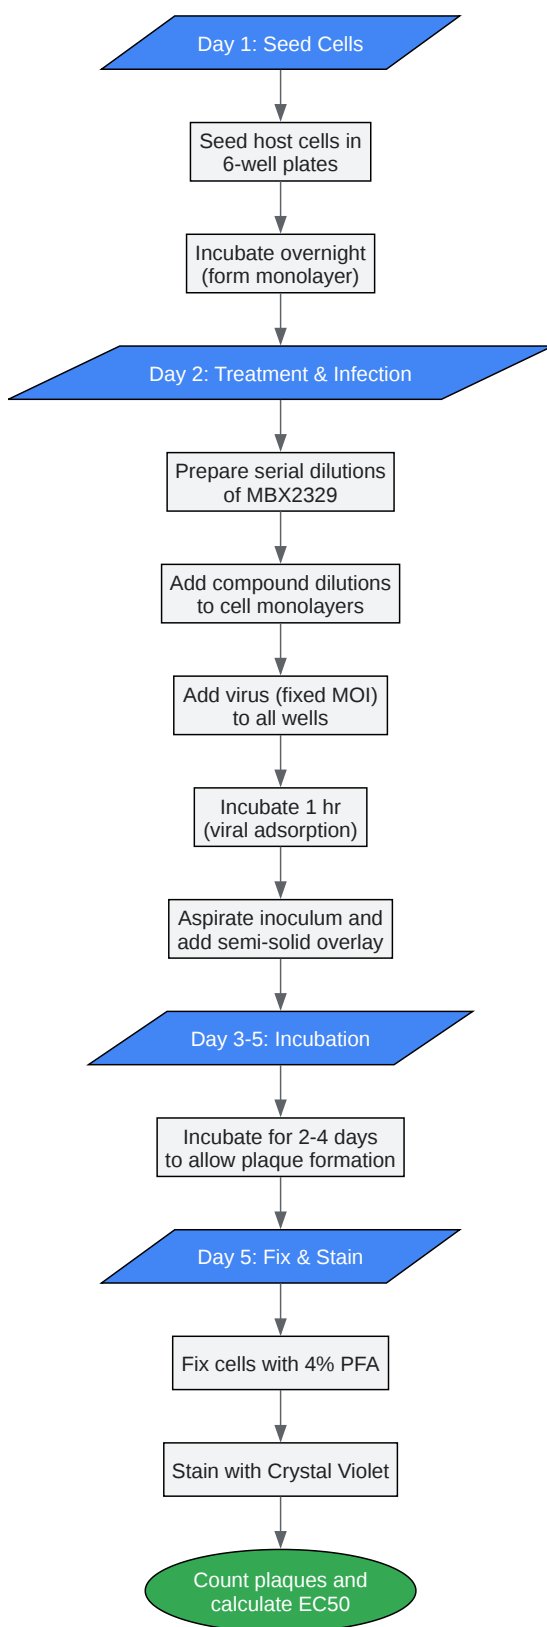 Day 1: Seed Cells
Seed host cells in
6-well plates
Incubate overnight
(form monolayer)
Day 2: Treatment & Infection
Prepare serial dilutions
of MBX2329
Add compound dilutions
to cell monolayers
Add virus (fixed MOI)
to all wells
Incubate 1 hr
(viral adsorption)
Aspirate inoculum and
add semi-solid overlay
Day 3-5: Incubation
Incubate for 2-4 days
to allow plaque formation
Day 5: Fix & Stain
Fix cells with 4% PFA
Stain with Crystal Violet
Count plaques and
calculate EC50